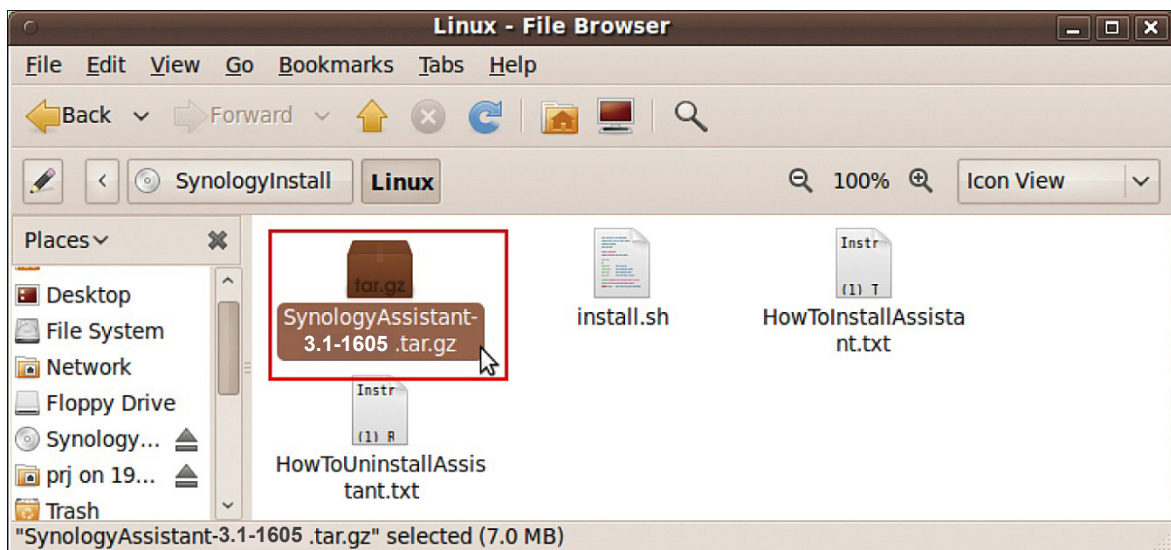 Linux - File Browser
File Edit View Go Bookmarks Tabs Help
Back Forward
SynologyInstall Linux 100% Icon View
Places
Desktop
File System
Network
Floppy Drive
Synology...
prj on 19...
Trash
tar.gz
SynologyAssistant-
3.1-1605 .tar.gz
install.sh
Instr
(1) T
HowToInstallAssista
nt.txt
Instr
(1) R
HowToUninstallAssis
tant.txt
"SynologyAssistant-3.1-1605 .tar.gz" selected (7.0 MB)